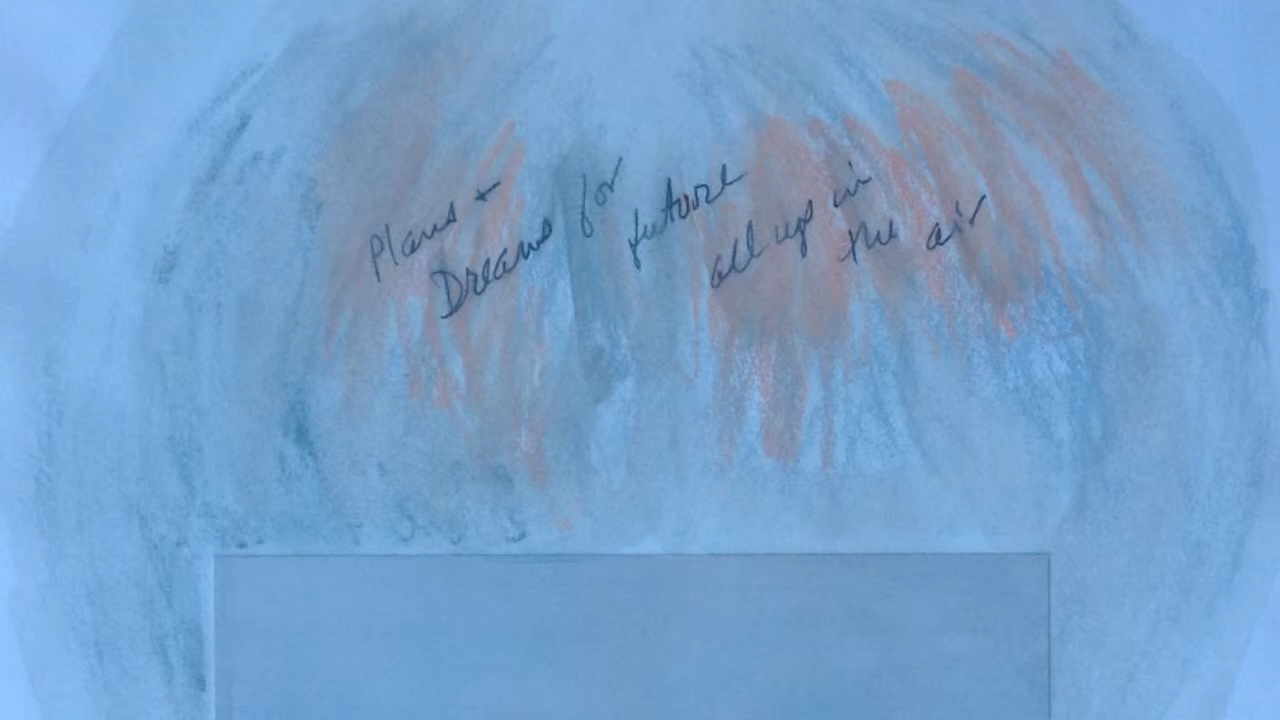 Plans +
Dreams for
future
all up in
the air